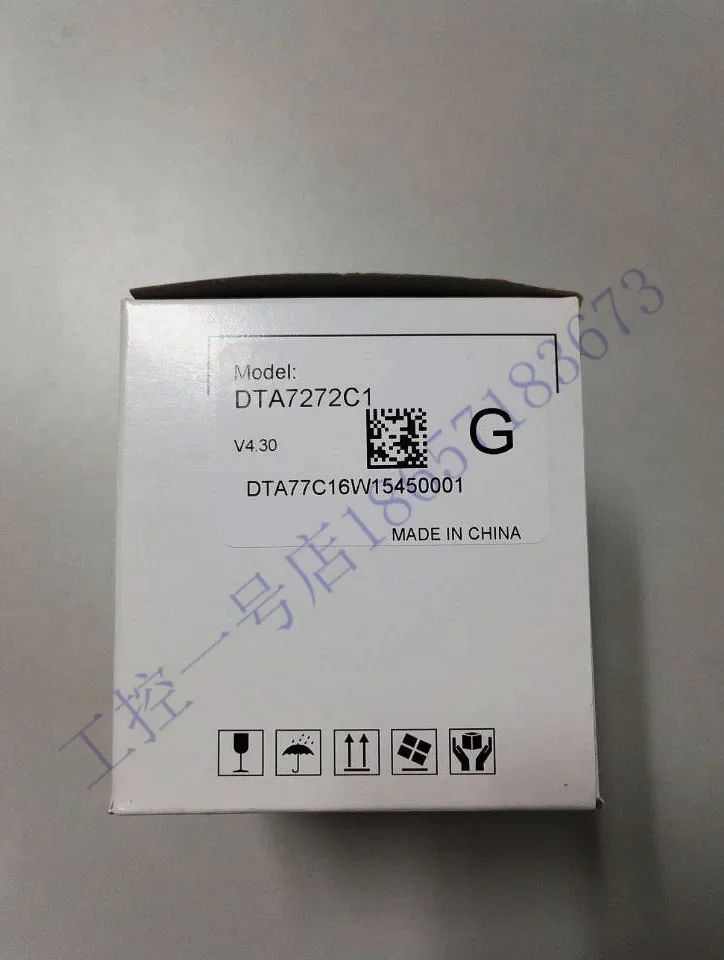 Model:
DTA7272C1
V4.30
G
DTA77C16W15450001
MADE IN CHINA
工控一号店18657183673